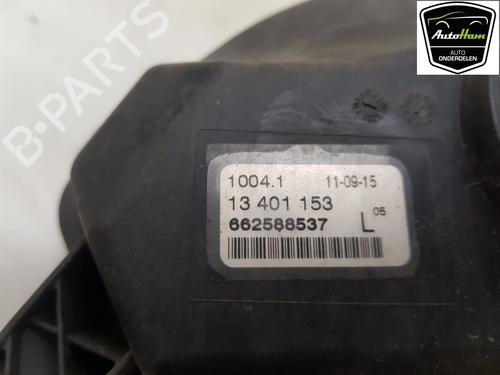 AutoHam
AUTO
ONDERDELEN
B-PARTS
1004.1 11-09-15
13 401 153
662588537 L 05